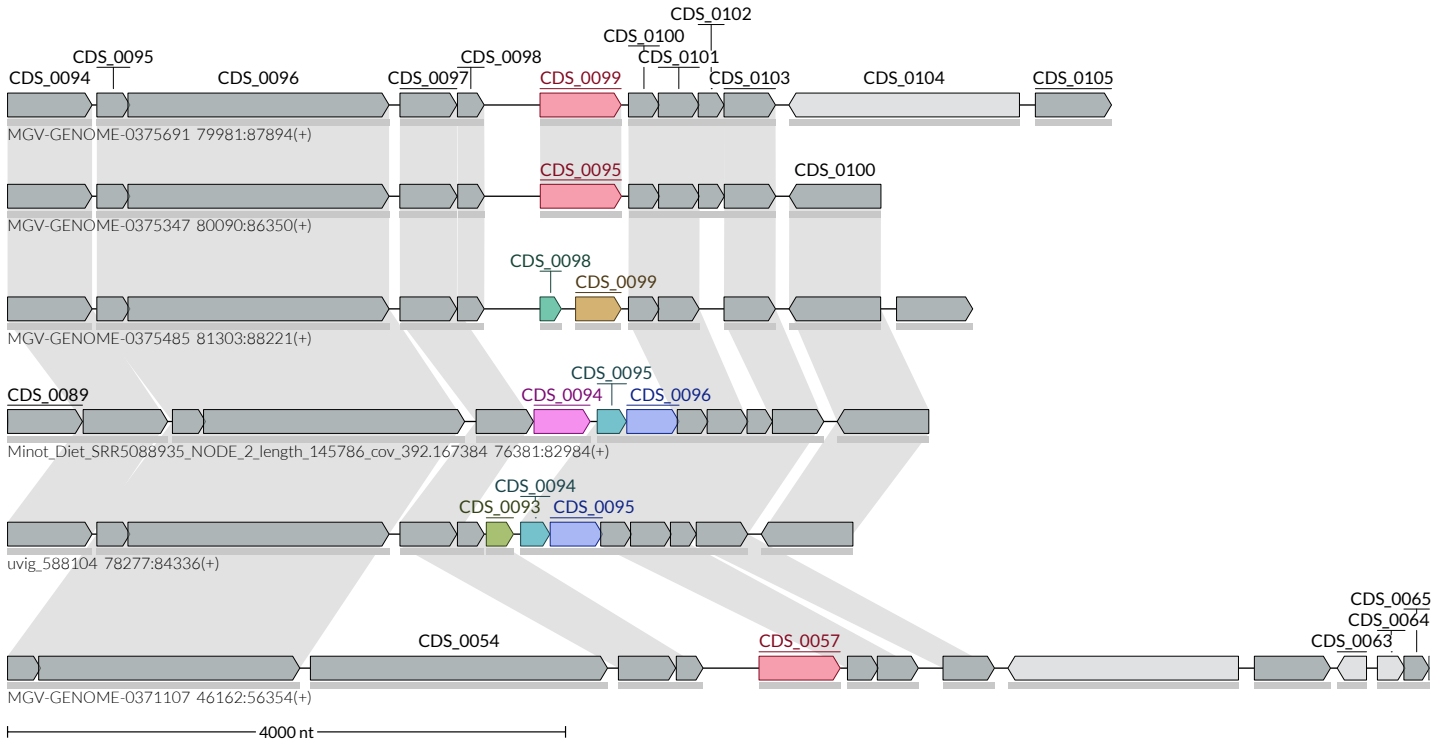 CDS_0102
CDS_0100
CDS_0095 CDS_0098 CDS_0101
CDS_0094 CDS_0096 CDS_0097 CDS_0099 CDS_0103 CDS_0104 CDS_0105
MGV-GENOME-0375691 79981:87894(+)
CDS_0095 CDS_0100
MGV-GENOME-0375347 80090:86350(+)
CDS_0098
CDS_0099
MGV-GENOME-0375485 81303:88221(+)
CDS_0095
CDS_0089 CDS_0094 CDS_0096
Minot_Diet_SRR5088935_NODE_2_length_145786_cov_392.167384 76381:82984(+)
CDS_0094
CDS_0093 CDS_0095
uvig_588104 78277:84336(+)
CDS_0065
CDS_0064
CDS_0054 CDS_0057 CDS_0063
MGV-GENOME-0371107 46162:56354(+)
4000 nt